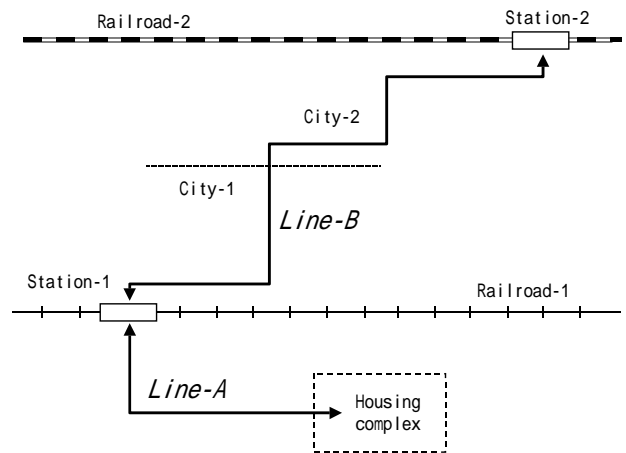 Railroad-2
Station-2
City-2
City-1
Line-B
Station-1
Railroad-1
Line-A
Housing
complex